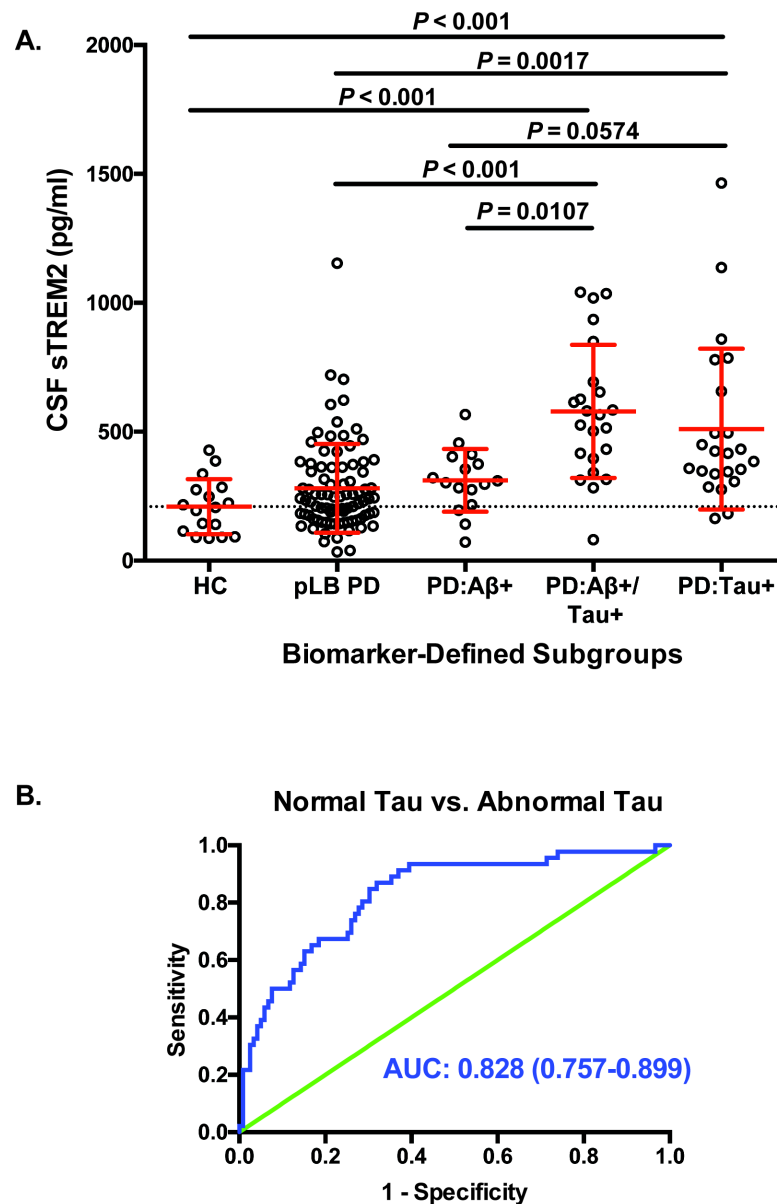 A.
P < 0.001
2000
P = 0.0017
P < 0.001
P = 0.0574
1500
P < 0.001
P = 0.0107
CSF sTREM2 (pg/ml)
1000
500
0
HC pLB PD PD:Aβ+ PD:Aβ+/ PD:Tau+
Tau+
Biomarker-Defined Subgroups
B.
Normal Tau vs. Abnormal Tau
1.0
0.8
0.6
Sensitivity
0.4
AUC: 0.828 (0.757-0.899)
0.2
0.0
0.0 0.2 0.4 0.6 0.8 1.0
1 - Specificity